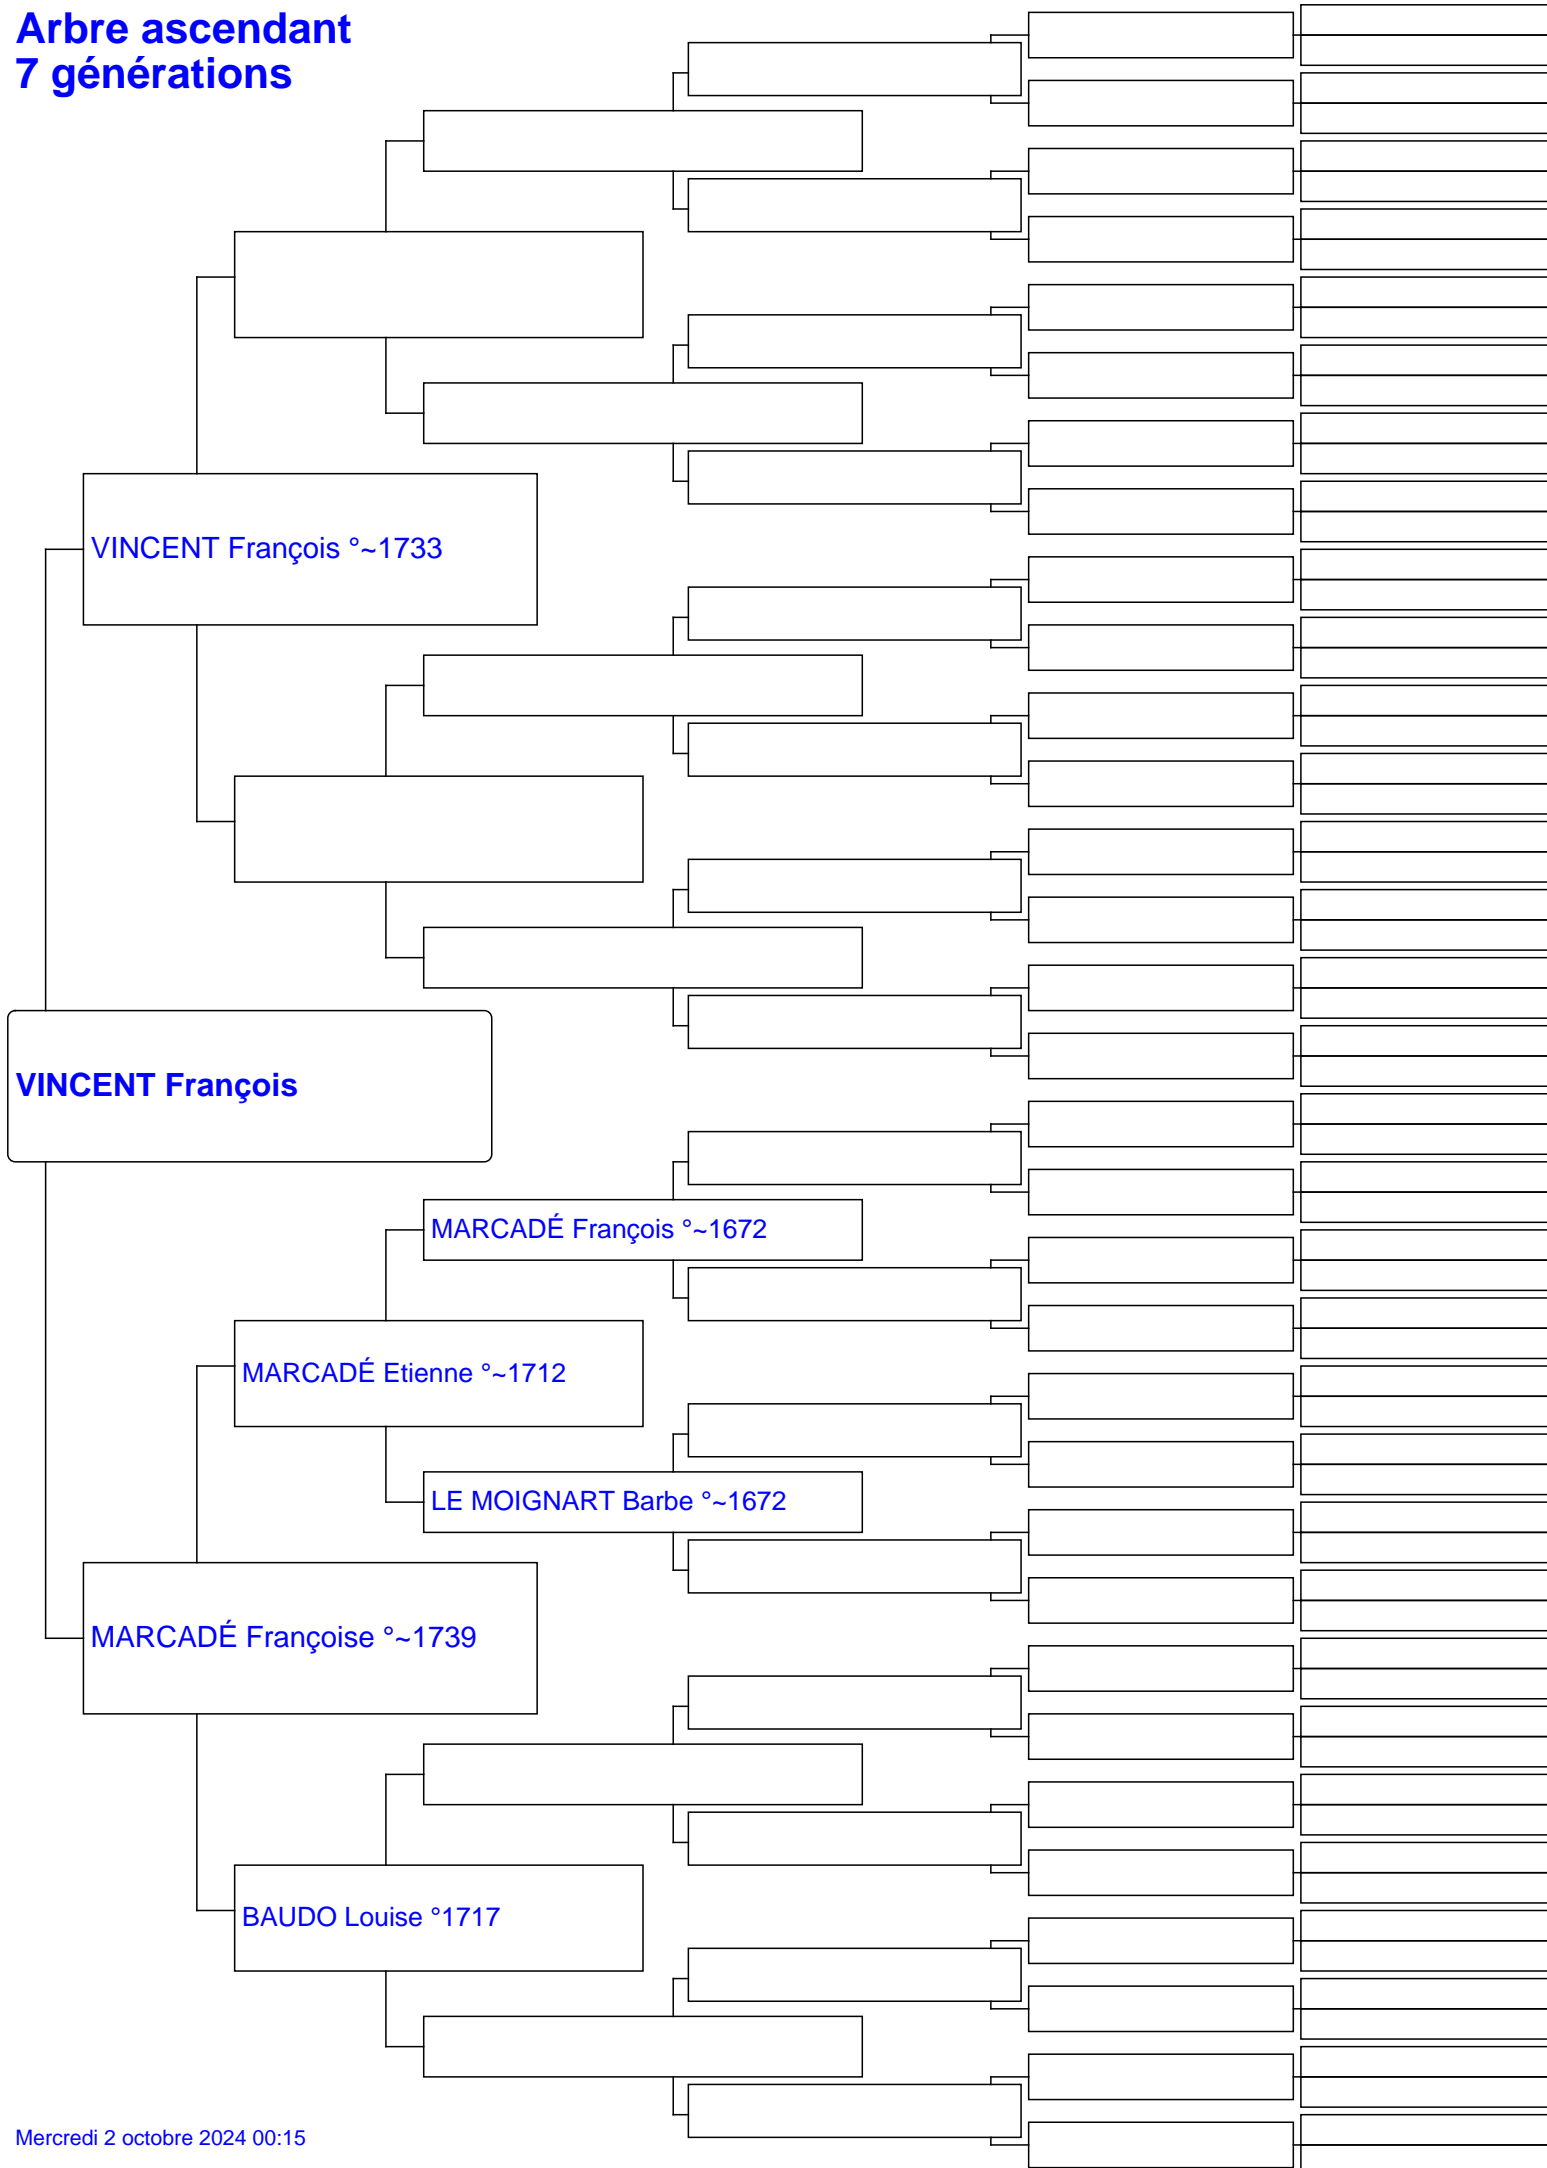 Arbre ascendant
7 générations
VINCENT François °~1733
VINCENT François
MARCADÉ François °~1672
MARCADÉ Etienne °~1712
LE MOIGNART Barbe °~1672
MARCADÉ Françoise °~1739
BAUDO Louise °1717
Mercredi 2 octobre 2024 00:15